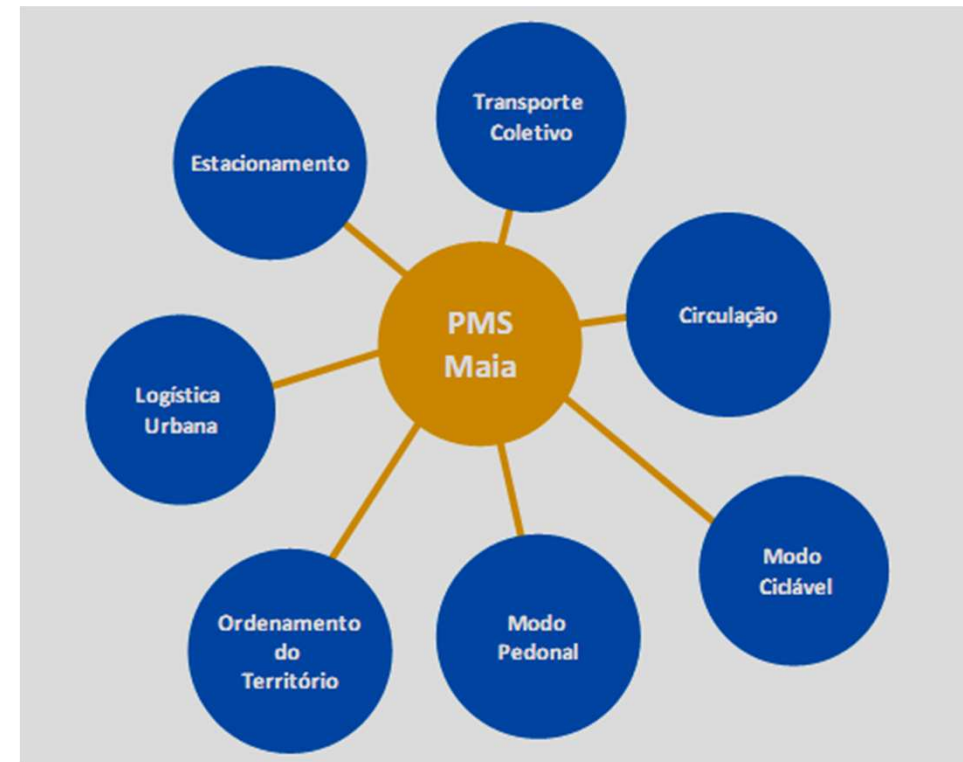 Transporte
Coletivo
Estacionamento
Circulação
PMS
Maia
Logística
Urbana
Modo
Ciclável
Ordenamento
do
Território
Modo
Pedonal